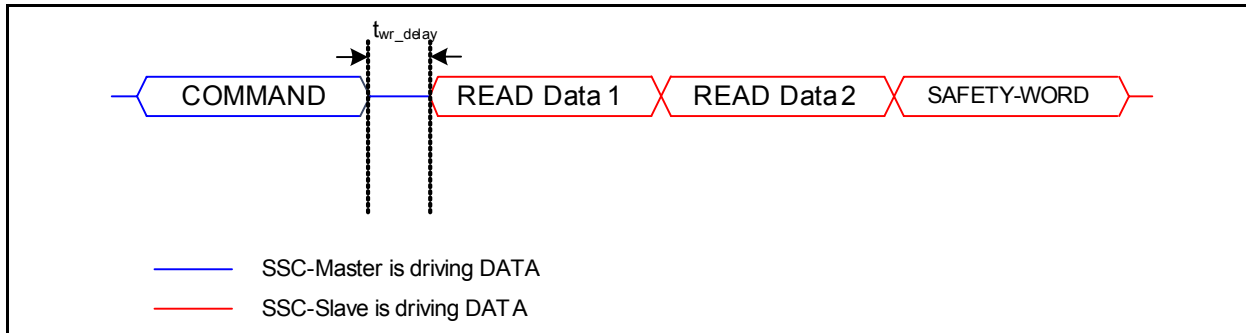 twr_delay
COMMAND READ Data 1 READ Data 2 SAFETY-WORD
SSC-Master is driving DATA
SSC-Slave is driving DATA